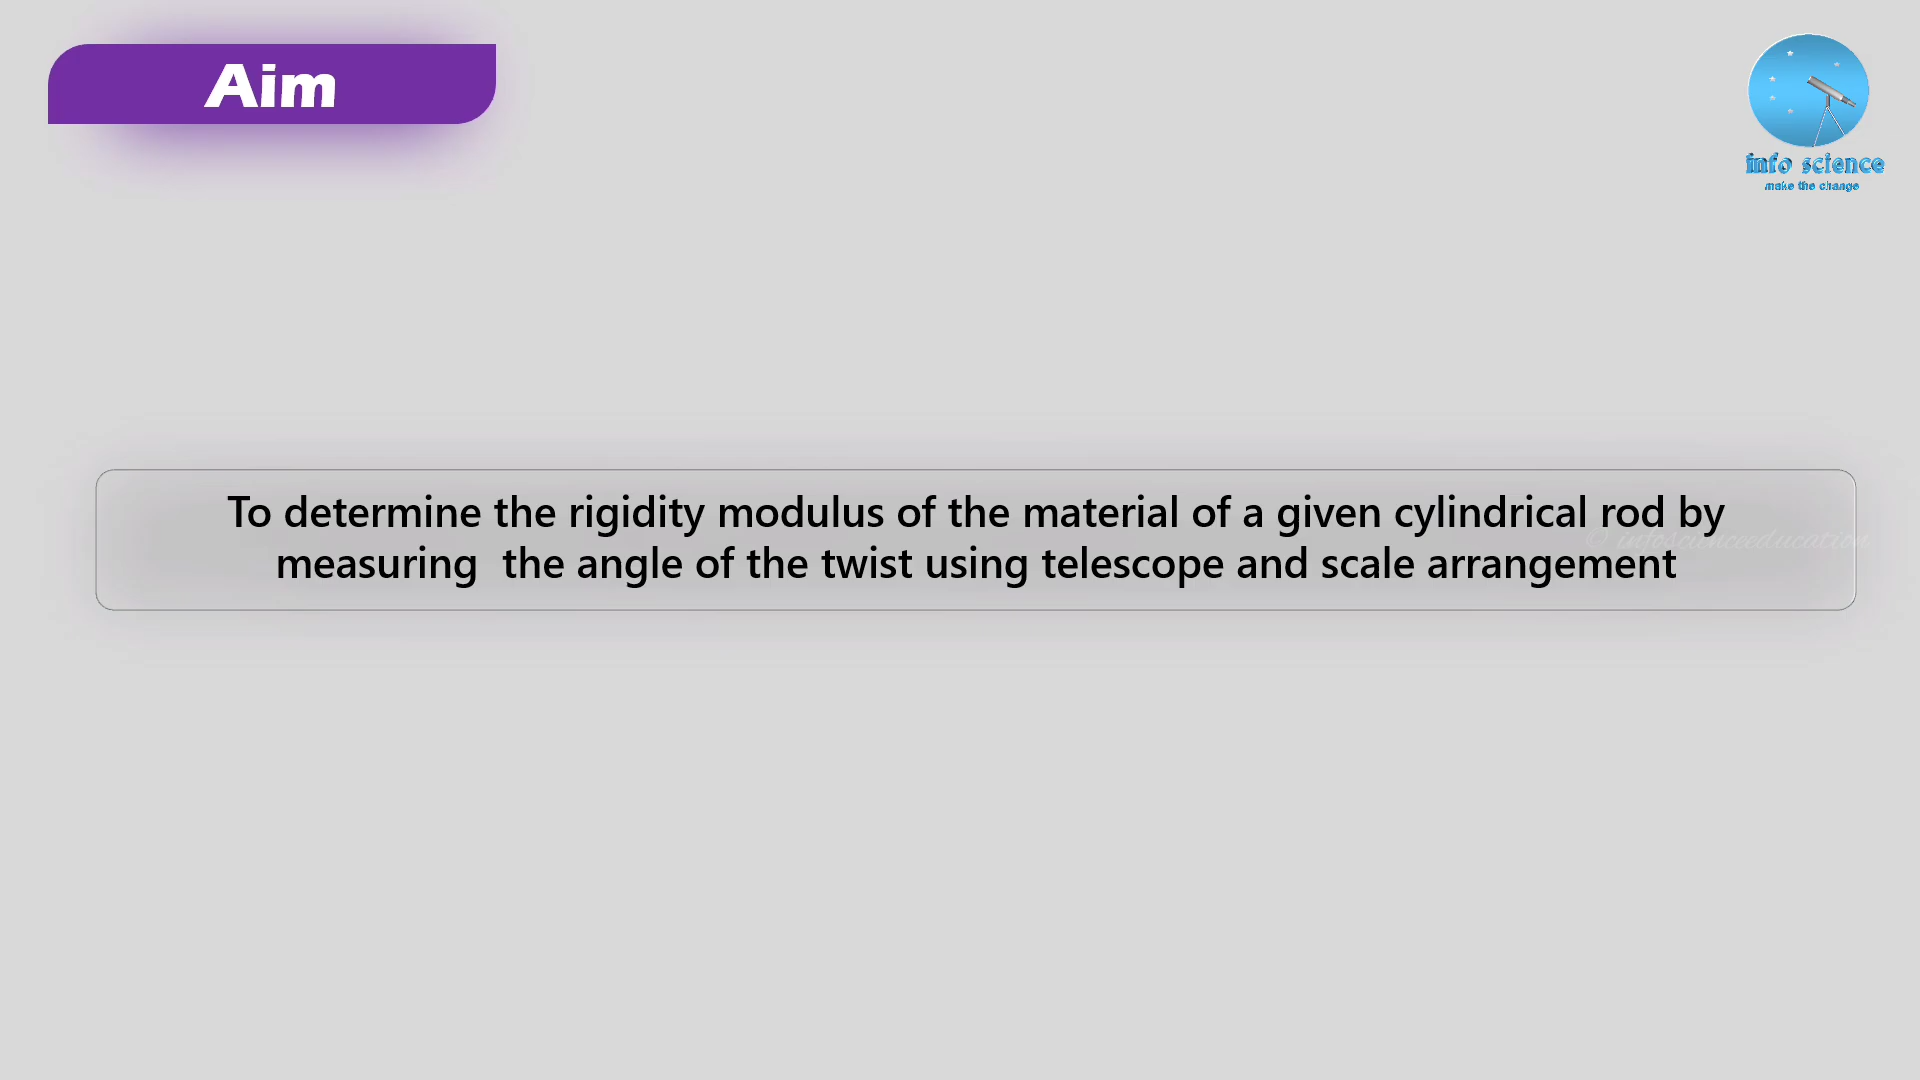 Aim
info science
make the change
To determine the rigidity modulus of the material of a given cylindrical rod by
© infoscienceeducation
measuring  the angle of the twist using telescope and scale arrangement